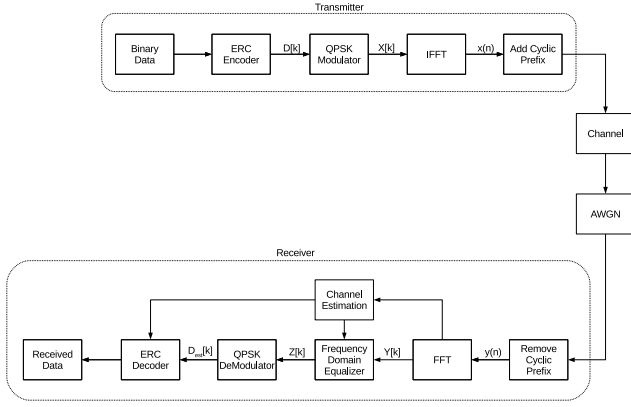 Transmitter
Binary
Data
ERC
Encoder
D[k]
QPSK
Modulator
X[k]
IFFT
x(n)
Add Cyclic
Prefix
Channel
AWGN
Receiver
Channel
Estimation
Received
Data
ERC
Decoder
Dest[k]
QPSK
DeModulator
Z[k]
Frequency
Domain
Equalizer
Y[k]
FFT
y(n)
Remove
Cyclic
Prefix